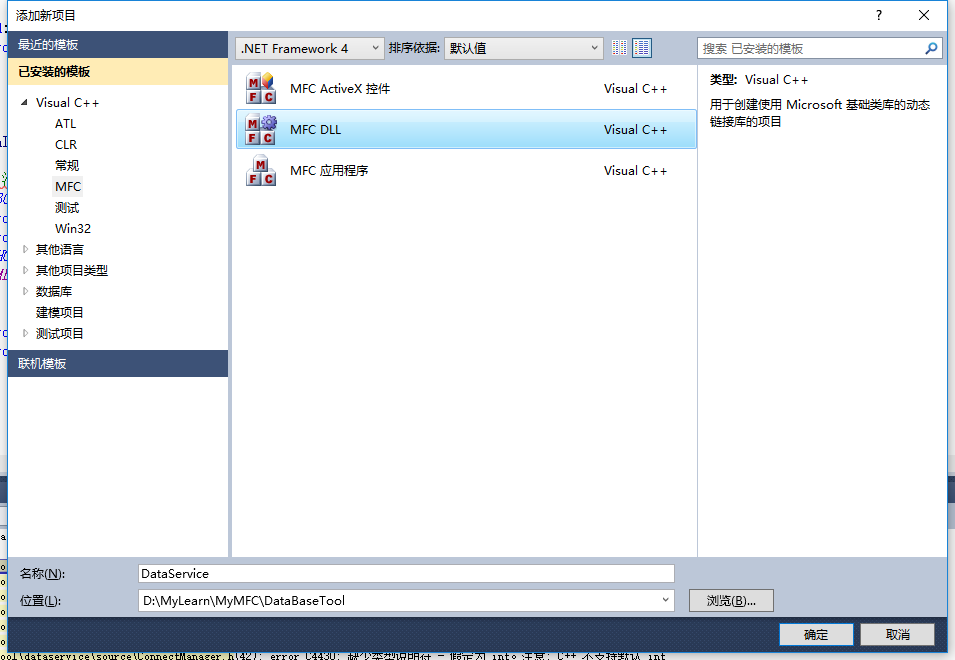 添加新项目
?
最近的模板
已安装的模板
Visual C++
ATL
CLR
常规
MFC
测试
Win32
其他语言
其他项目类型
数据库
建模项目
测试项目
联机模板
.NET Framework 4
排序依据:
默认值
MFC ActiveX 控件 Visual C++
MFC DLL Visual C++
MFC 应用程序 Visual C++
搜索 已安装的模板
类型: Visual C++
用于创建使用 Microsoft 基础类库的动态
链接库的项目
名称(N):
DataService
位置(L):
D:\MyLearn\MyMFC\DataBaseTool
浏览(B)...
确定
取消
ool\dataservice\source\ConnectManager.h(42): error C4430: 缺少类型说明符 - 假定为 int。注意: C++ 不支持默认 int